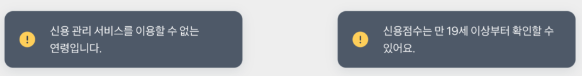 신용 관리 서비스를 이용할 수 없는
연령입니다.
신용점수는 만 19세 이상부터 확인할 수
있어요.